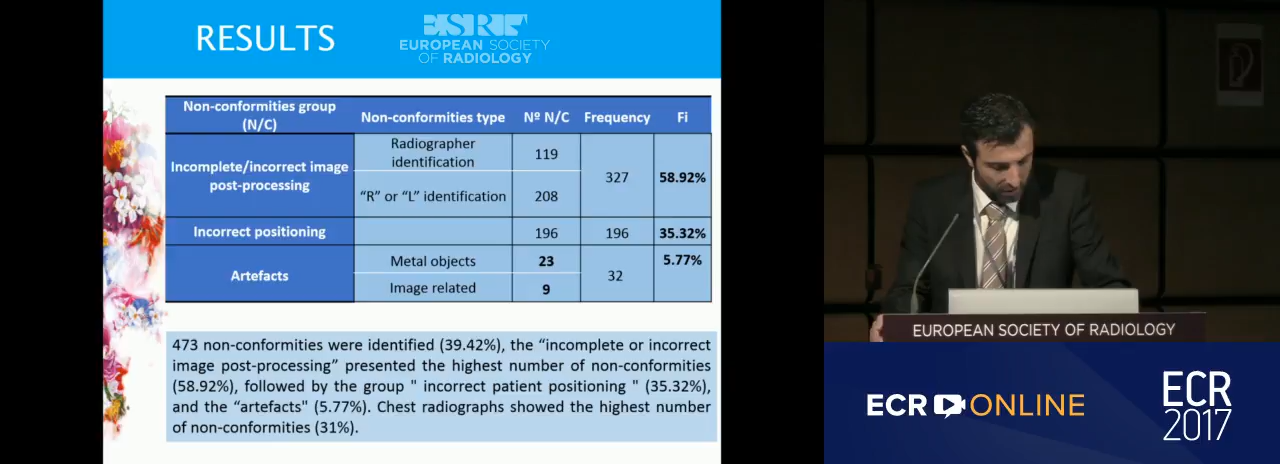 RESULTS
ESR
EUROPEAN SOCIETY
OF RADIOLOGY
Non-conformities group
(N/C)
Non-conformities type
Nº N/C
Frequency
Fi
Incomplete/incorrect image
post-processing
Radiographer
identification
119
327
58.92%
“R” or “L” identification
208
Incorrect positioning
196
196
35.32%
Artefacts
Metal objects
23
32
5.77%
Image related
9
473 non-conformities were identified (39.42%), the “incomplete or incorrect
image post-processing” presented the highest number of non-conformities
(58.92%), followed by the group " incorrect patient positioning " (35.32%),
and the “artefacts" (5.77%). Chest radiographs showed the highest number
of non-conformities (31%).
EUROPEAN SOCIETY OF RADIOLOGY
ECR ONLINE
ECR
2017